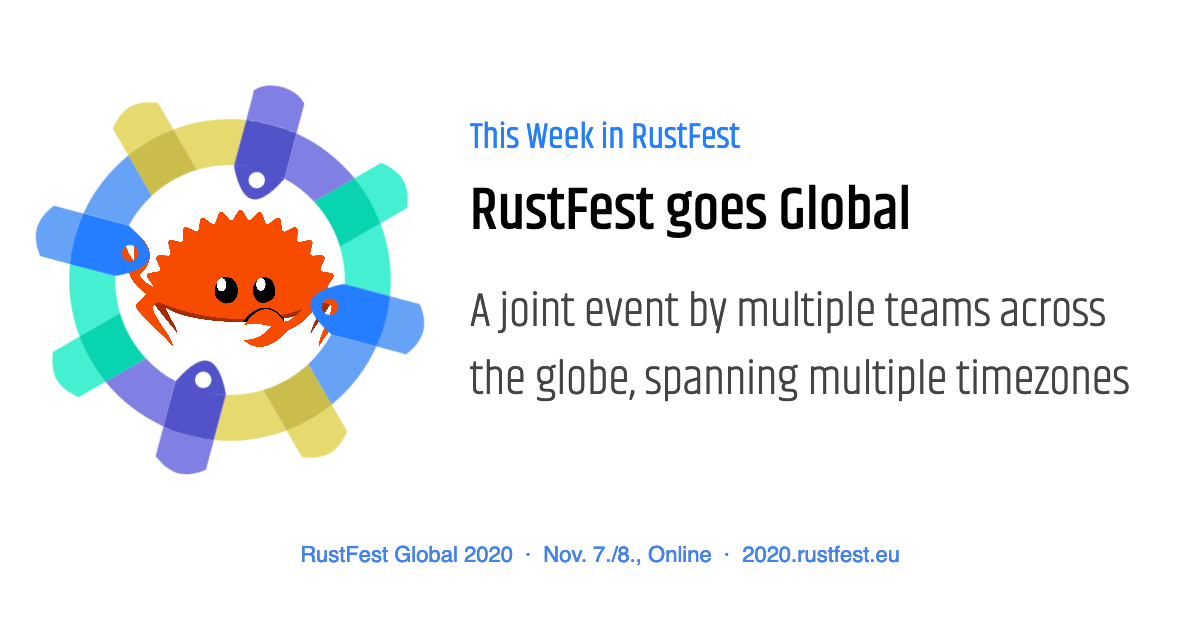 This Week in RustFest
RustFest goes Global
A joint event by multiple teams across
the globe, spanning multiple timezones
RustFest Global 2020 · Nov. 7./8., Online · 2020.rustfest.eu